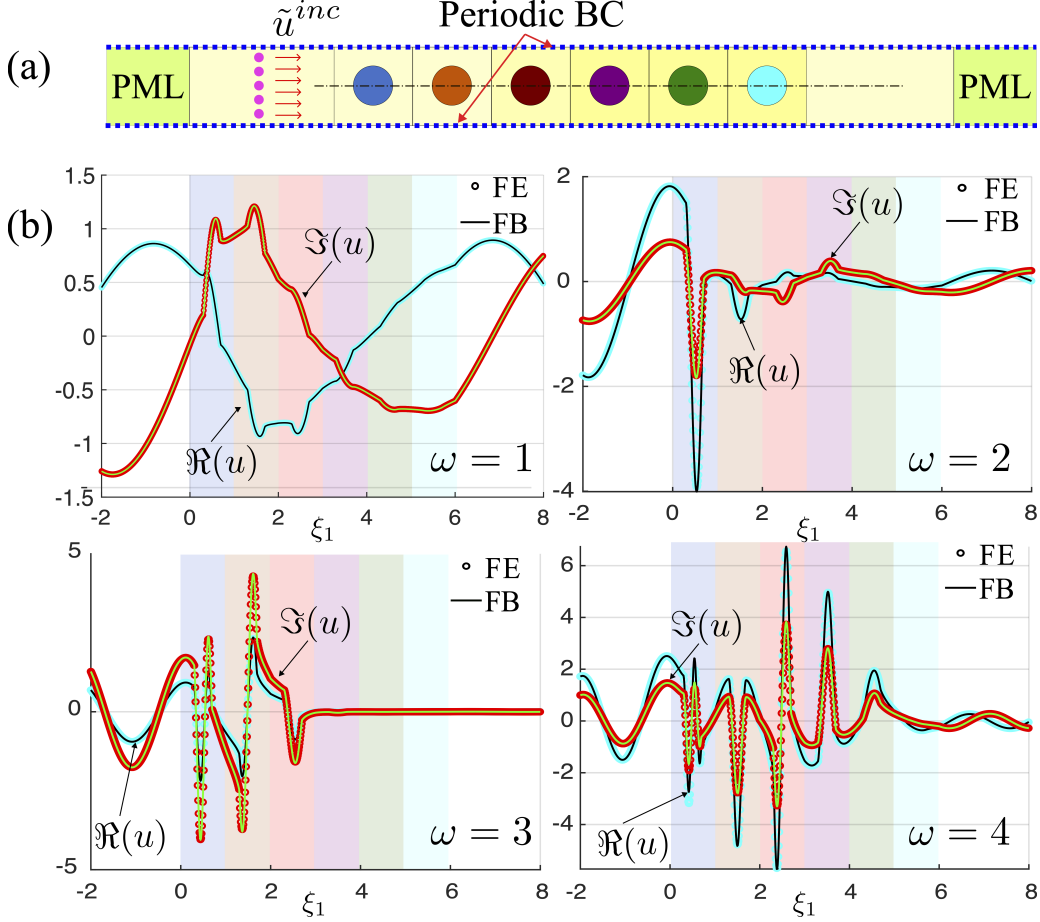 ũ^{inc}
Periodic BC
(a)
PML
PML
(b)
1.5
1
0.5
0
-0.5
-1
-1.5
-2 0 2 4 6 8
ξ₁
FE
FB
ℑ(u)
ℜ(u)
ω = 1
2
0
-2
-4
-2 0 2 4 6 8
ξ₁
FE
FB
ℑ(u)
ℜ(u)
ω = 2
5
0
-5
-2 0 2 4 6 8
ξ₁
FE
FB
ℑ(u)
ℜ(u)
ω = 3
6
4
2
0
-2
-4
-2 0 2 4 6 8
ξ₁
FE
FB
ℑ(u)
ℜ(u)
ω = 4